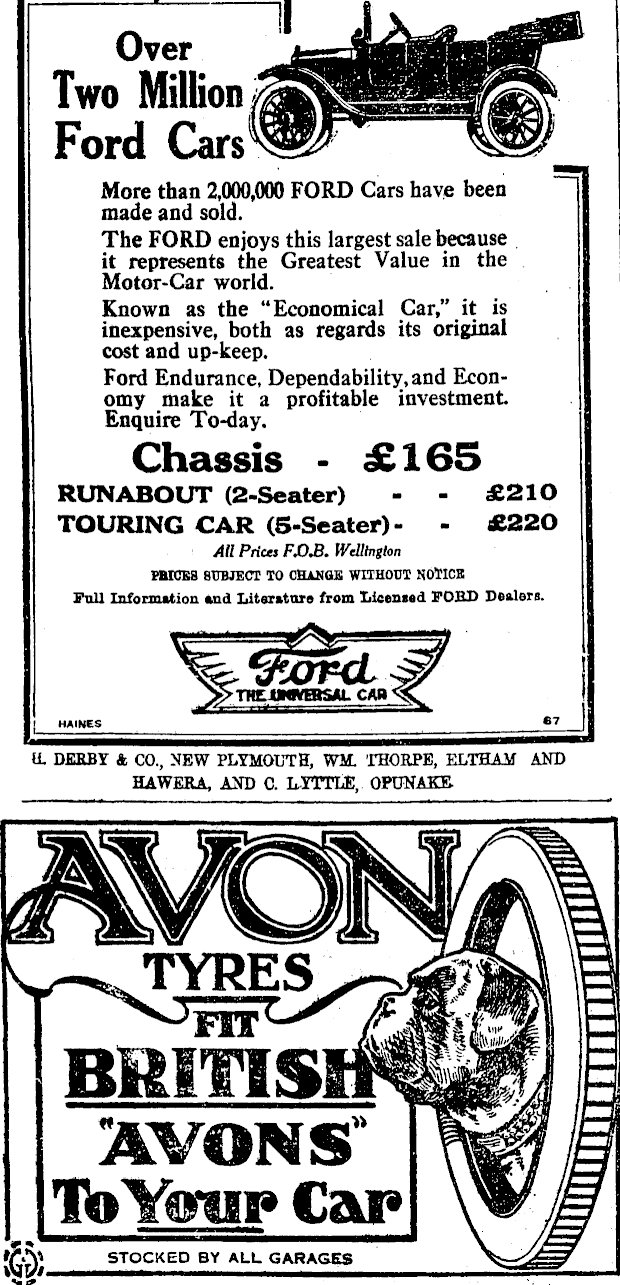 Over
Two Million
Ford Cars
More than 2,000,000 FORD Cars have been
made and sold.
The FORD enjoys this largest sale because
it represents the Greatest Value in the
Motor-Car world.
Known as the "Economical Car," it is
inexpensive, both as regards its original
cost and up-keep.
Ford Endurance, Dependability, and Econ-
omy make it a profitable investment.
Enquire To-day.
Chassis - £165
RUNABOUT (2-Seater) - - £210
TOURING CAR (5-Seater) - - £220
All Prices F.O.B. Wellington
PRICES SUBJECT TO CHANGE WITHOUT NOTICE
Full Information and Literature from Licensed FORD Dealers.
Ford
THE UNIVERSAL CAR
HAINES 67
DERBY & CO., NEW PLYMOUTH, WM. THORPE, ELTHAM AND
HAWERA, AND C. LYTTLE, OPUNAKE.
AVON
TYRES
FIT
BRITISH
"AVONS"
To Your Car
STOCKED BY ALL GARAGES